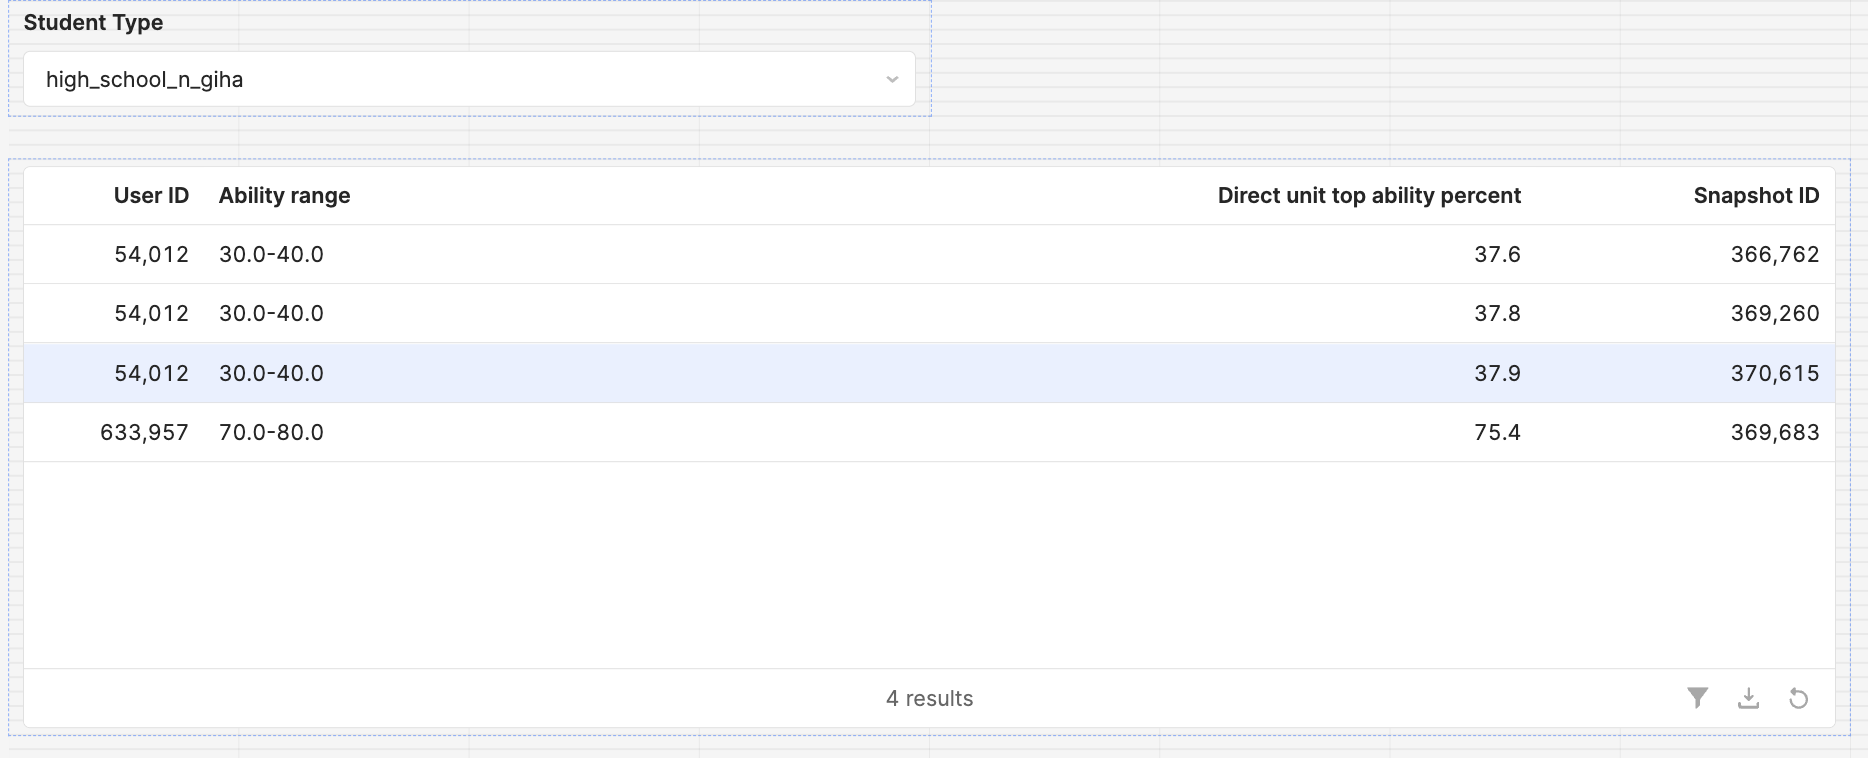 Student Type
high_school_n_giha
User ID Ability range Direct unit top ability percent Snapshot ID
54,012 30.0-40.0 37.6 366,762
54,012 30.0-40.0 37.8 369,260
54,012 30.0-40.0 37.9 370,615
633,957 70.0-80.0 75.4 369,683
4 results